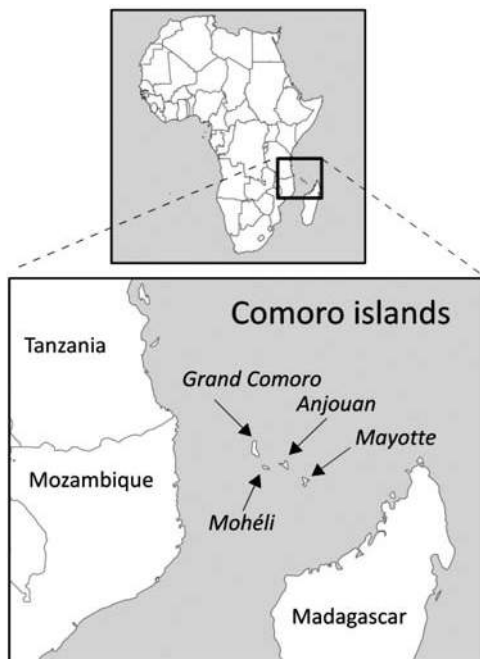 Comoro islands
Tanzania
Grand Comoro
Anjouan
Mayotte
Mozambique
Mohéli
Madagascar